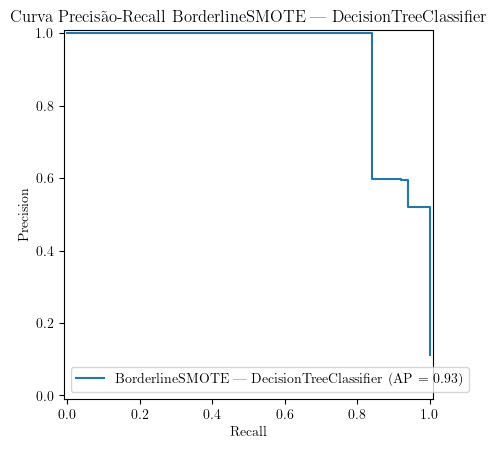 Curva Precisão-Recall BorderlineSMOTE — DecisionTreeClassifier
1.0
0.8
0.6
0.4
0.2
0.0
Precision
BorderlineSMOTE — DecisionTreeClassifier (AP = 0.93)
0.0 0.2 0.4 0.6 0.8 1.0
Recall